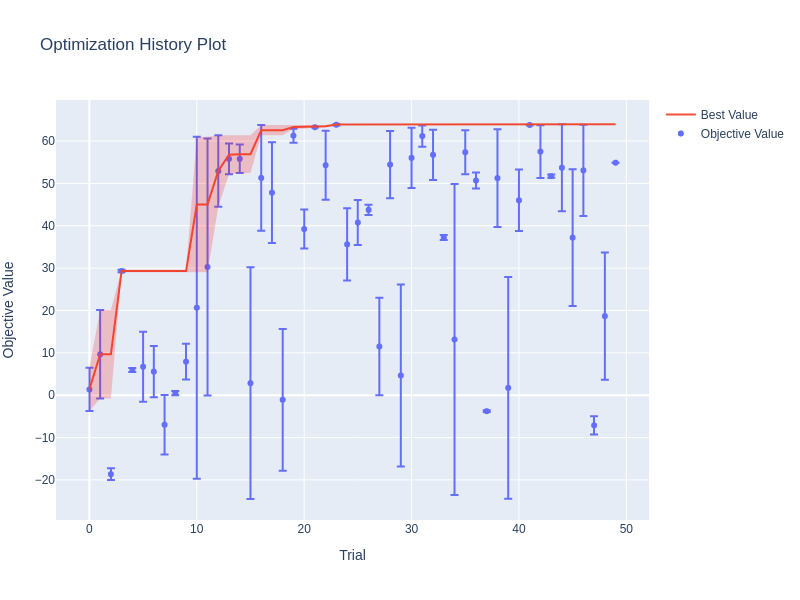 Optimization History Plot
Best Value
Objective Value
Objective Value
60
50
40
30
20
10
0
−10
−20
0 10 20 30 40 50
Trial